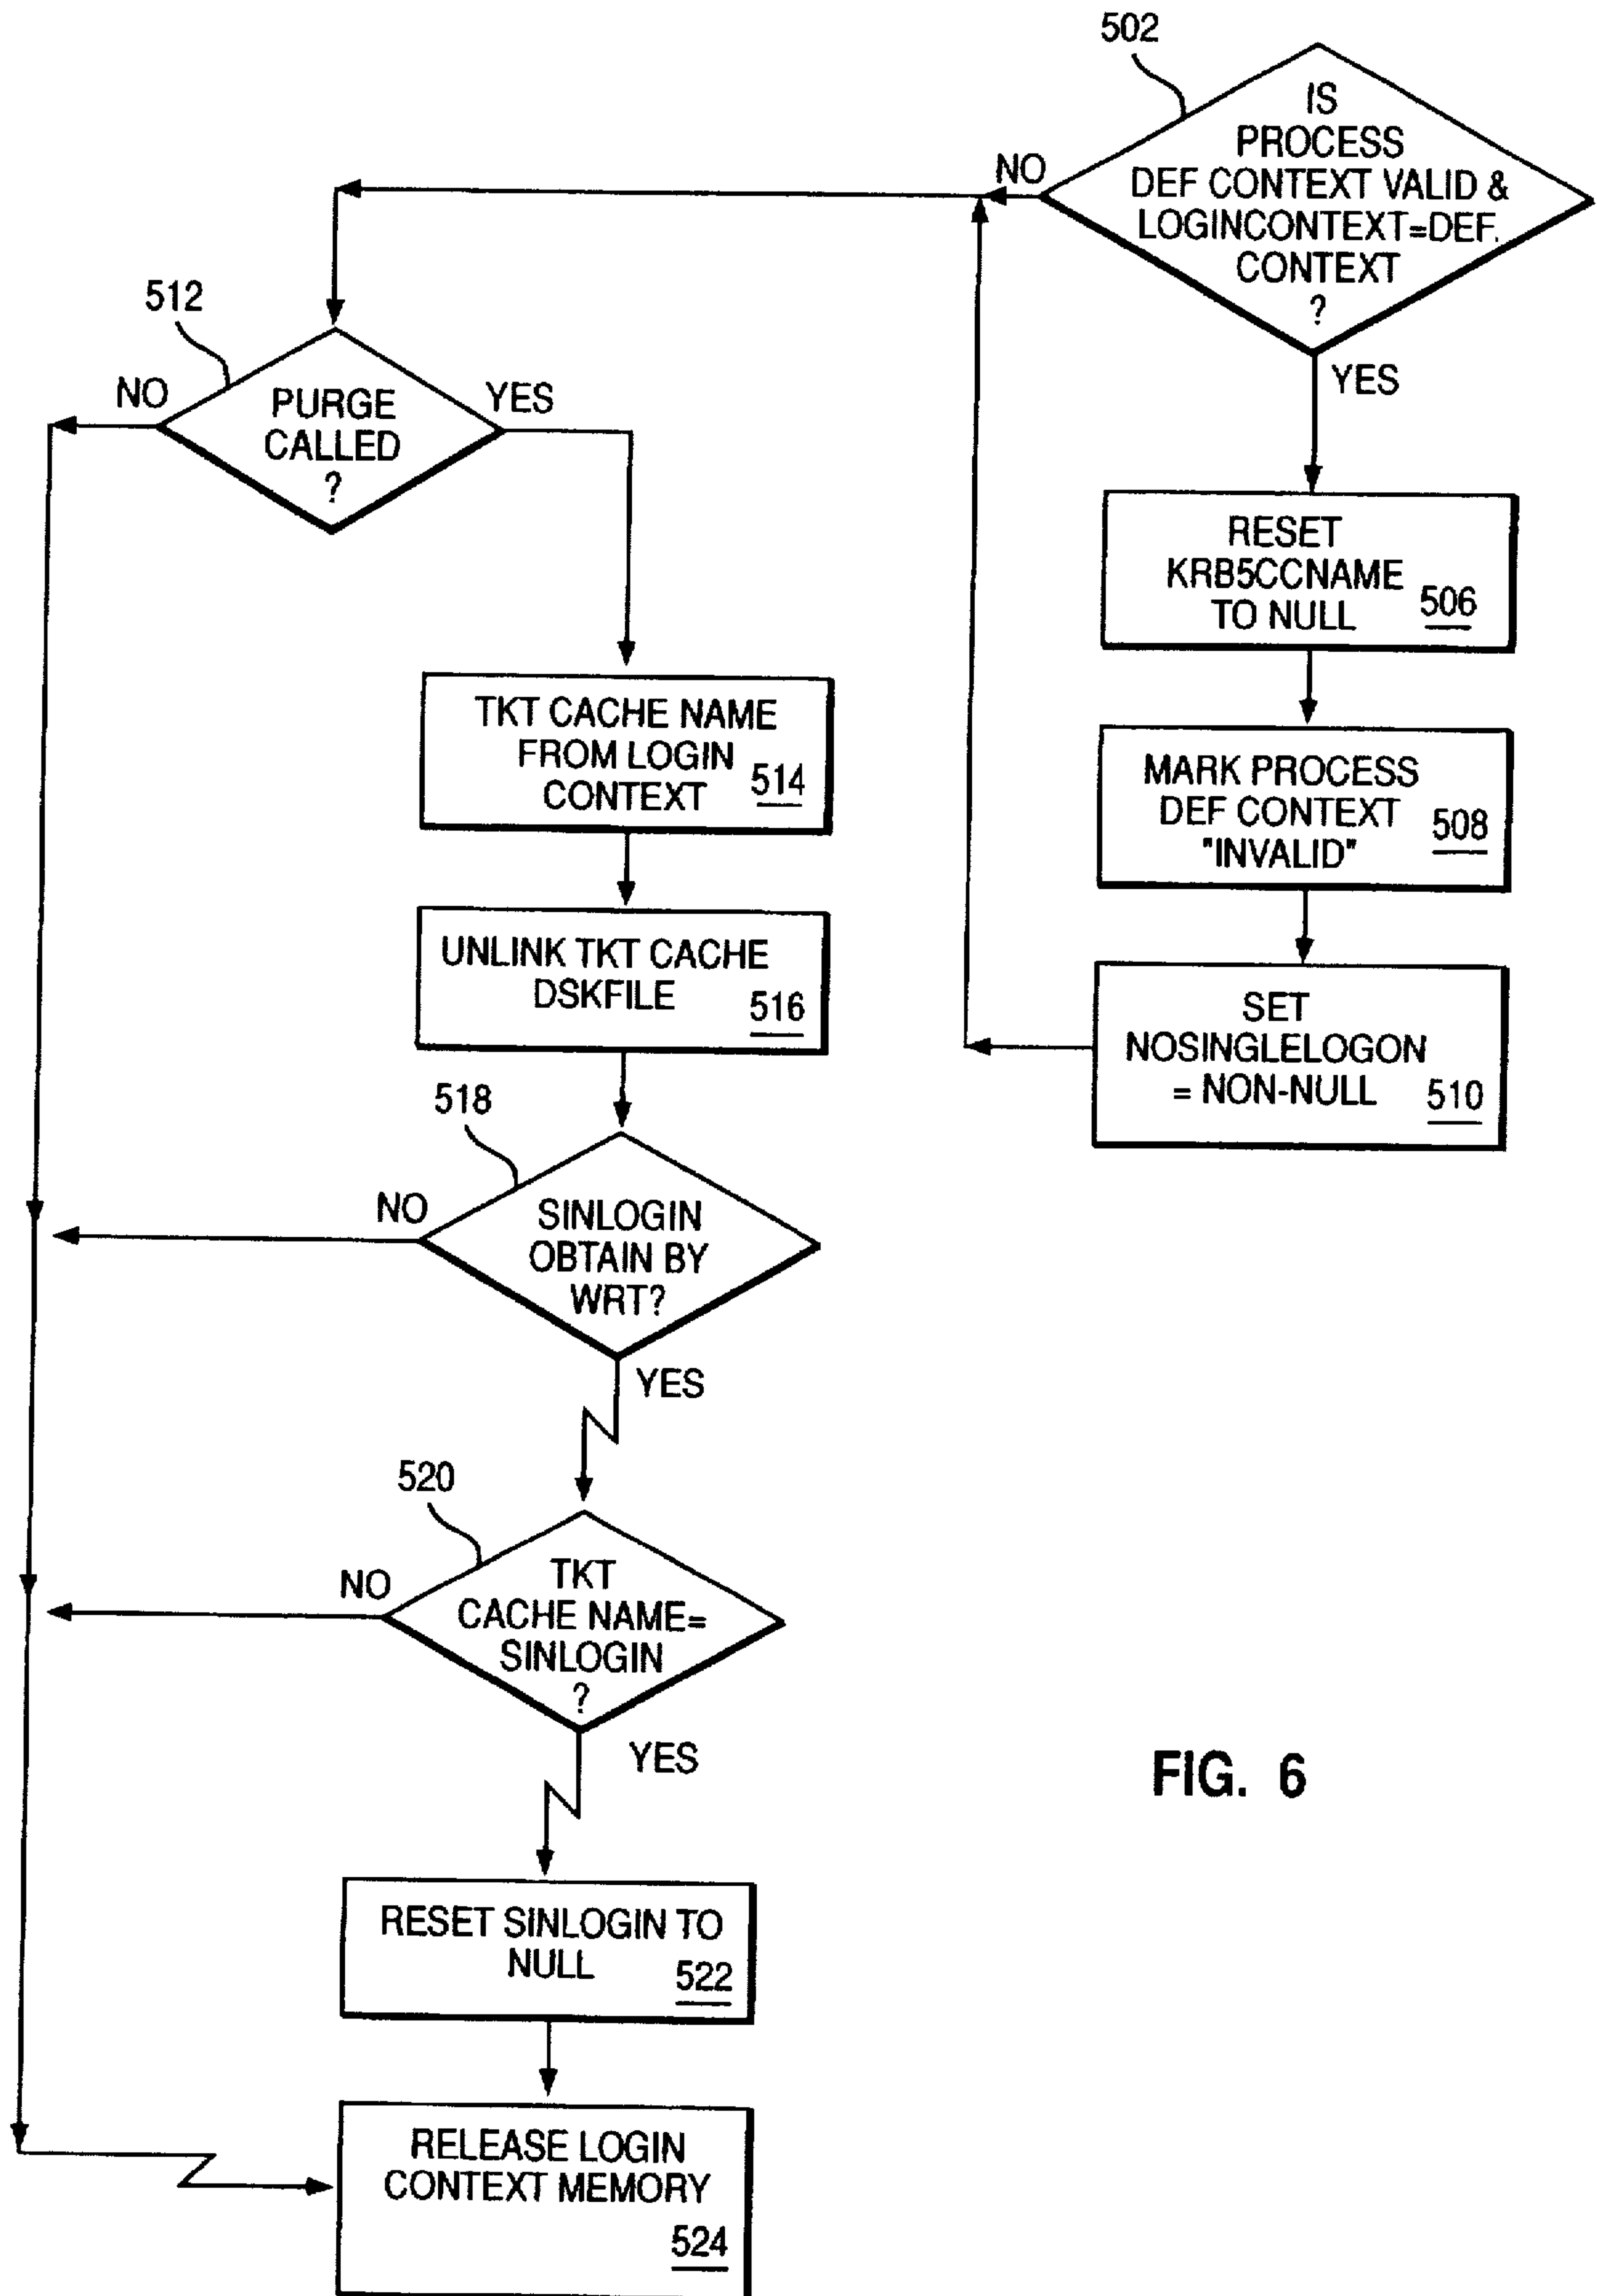 502
IS
PROCESS
DEF CONTEXT VALID &
LOGINCONTEXT=DEF.
CONTEXT
?
NO
YES
512
NO
PURGE
CALLED
?
YES
RESET
KRB5CCNAME
TO NULL
506
TKT CACHE NAME
FROM LOGIN
CONTEXT
514
MARK PROCESS
DEF CONTEXT
"INVALID"
508
UNLINK TKT CACHE
DSKFILE
516
SET
NOSINGLELOGON
= NON-NULL
510
518
NO
SINLOGIN
OBTAIN BY
WRT?
YES
520
NO
TKT
CACHE NAME=
SINLOGIN
?
YES
FIG. 6
RESET SINLOGIN TO
NULL
522
RELEASE LOGIN
CONTEXT MEMORY
524